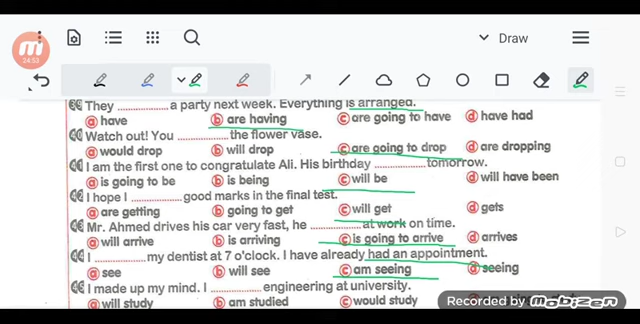 24:53
Draw
They ............ a party next week. Everything is arranged.
a have b are having c are going to have d have had
Watch out! You ............ the flower vase.
a would drop b will drop c are going to drop d are dropping
I am the first one to congratulate Ali. His birthday ............ tomorrow.
a is going to be b is being c will be d will have been
I hope I ............ good marks in the final test.
a are getting b going to get c will get d gets
Mr. Ahmed drives his car very fast, he ............ at work on time.
a will arrive b is arriving c is going to arrive d arrives
I ............ my dentist at 7 o'clock. I have already had an appointment.
a see b will see c am seeing d seeing
I made up my mind. I ............ engineering at university.
a will study b am studied c would study
Recorded by mobizen